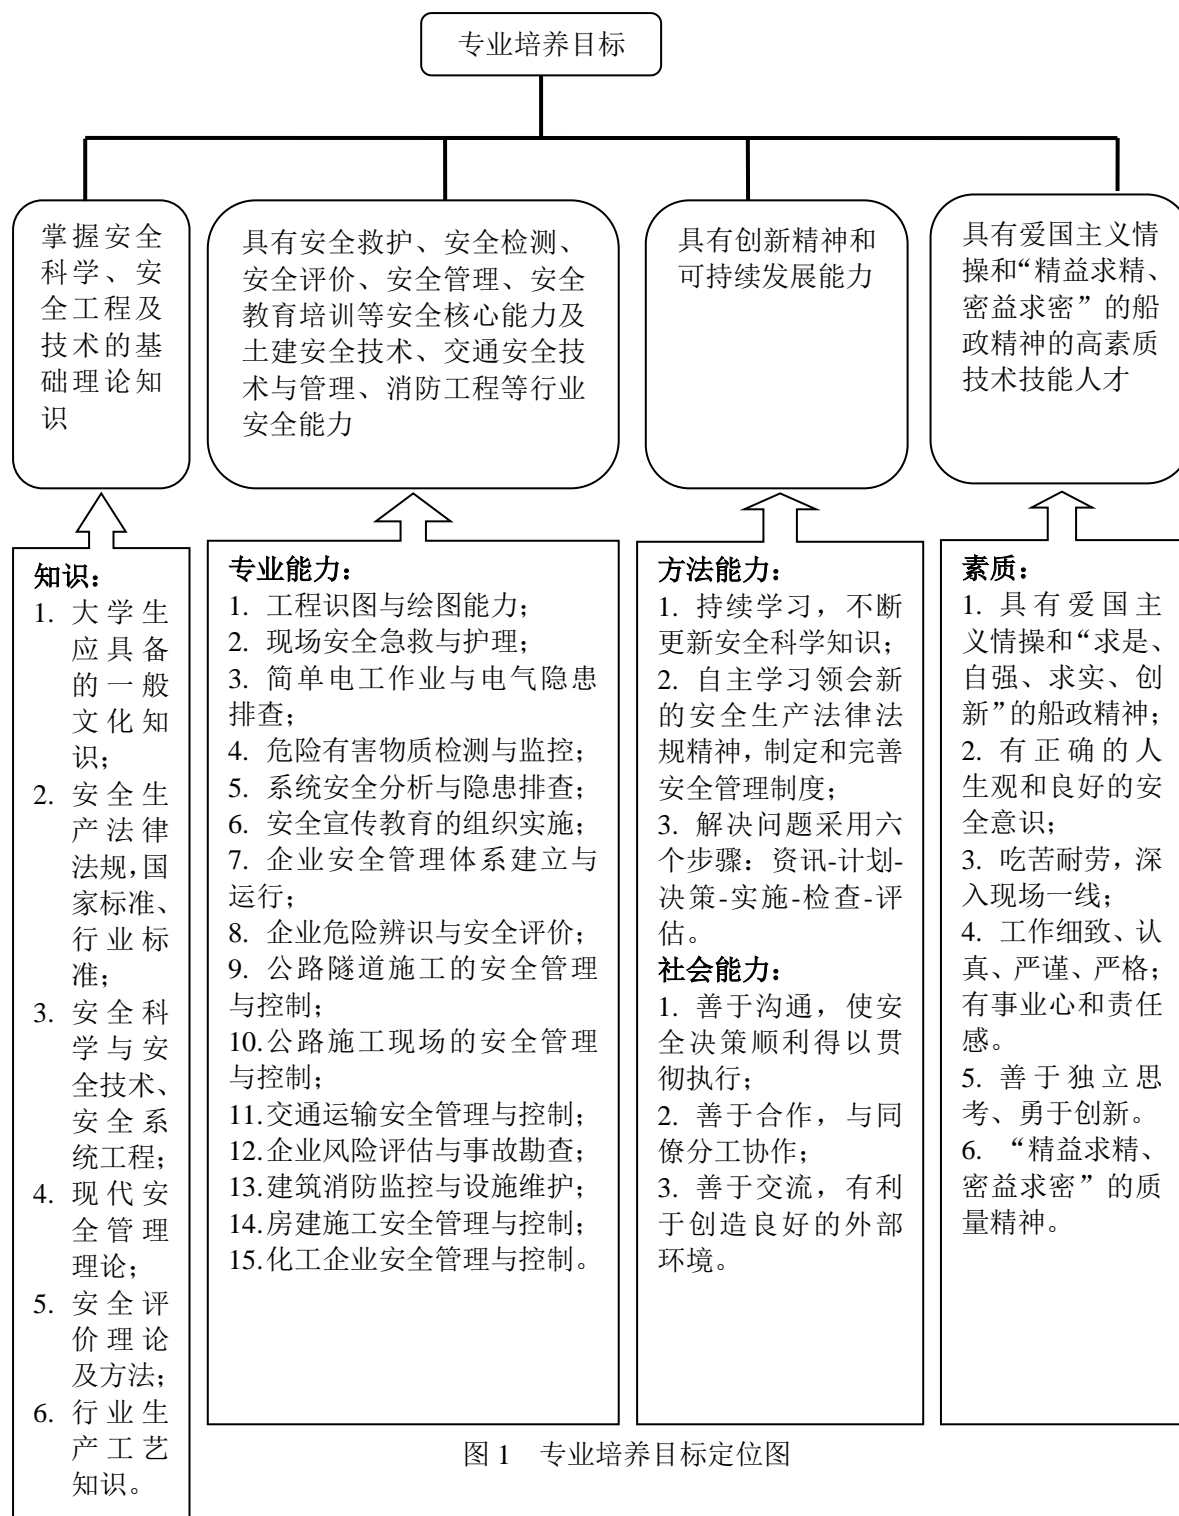 专业培养目标
掌握安全
科学、安
全工程及
技术的基
础理论知
识
具有安全救护、安全检测、
安全评价、安全管理、安全
教育培训等安全核心能力及
土建安全技术、交通安全技
术与管理、消防工程等行业
安全能力
具有创新精神和
可持续发展能力
具有爱国主义情
操和“精益求精、
密益求密”的船
政精神的高素质
技术技能人才
知识：
1. 大学生
应具备
的一般
文化知
识；
2. 安全生
产法律
法规,国
家标准、
行业标
准；
3. 安全科
学与安
全技术、
安全系
统工程；
4. 现代安
全管理
理论；
5. 安全评
价理论
及方法；
6. 行业生
产工艺
知识。
专业能力：
1. 工程识图与绘图能力；
2. 现场安全急救与护理；
3. 简单电工作业与电气隐患
排查；
4. 危险有害物质检测与监控；
5. 系统安全分析与隐患排查；
6. 安全宣传教育的组织实施；
7. 企业安全管理体系建立与
运行；
8. 企业危险辨识与安全评价；
9. 公路隧道施工的安全管理
与控制；
10.公路施工现场的安全管理
与控制；
11.交通运输安全管理与控制；
12.企业风险评估与事故勘查；
13.建筑消防监控与设施维护；
14.房建施工安全管理与控制；
15.化工企业安全管理与控制。
方法能力：
1. 持续学习，不断
更新安全科学知识；
2. 自主学习领会新
的安全生产法律法
规精神，制定和完善
安全管理制度；
3. 解决问题采用六
个步骤：资讯-计划-
决策-实施-检查-评
估。
社会能力：
1. 善于沟通，使安
全决策顺利得以贯
彻执行；
2. 善于合作，与同
僚分工协作；
3. 善于交流，有利
于创造良好的外部
环境。
素质：
1. 具有爱国主
义情操和“求是、
自强、求实、创
新”的船政精神；
2. 有正确的人
生观和良好的安
全意识；
3. 吃苦耐劳，深
入现场一线；
4. 工作细致、认
真、严谨、严格；
有事业心和责任
感。
5. 善于独立思
考、勇于创新。
6. “精益求精、
密益求密”的质
量精神。
图 1 专业培养目标定位图